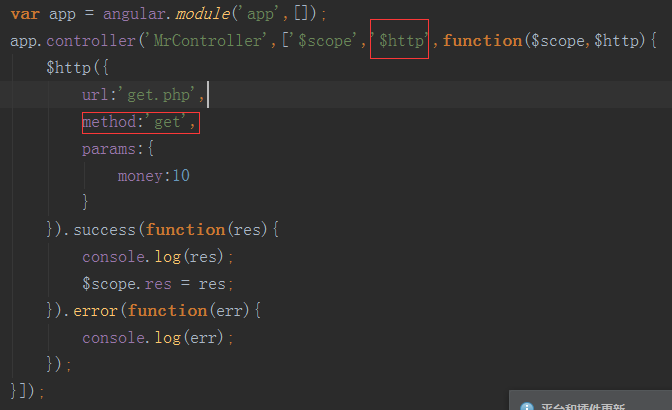 var app = angular.module('app',[]);
app.controller('MrController',['$scope','$http',function($scope,$http){
$http({
url:'get.php',
method:'get',
params:{
money:10
}
}).success(function(res){
console.log(res);
$scope.res = res;
}).error(function(err){
console.log(err);
});
}]);
平台和插件更新